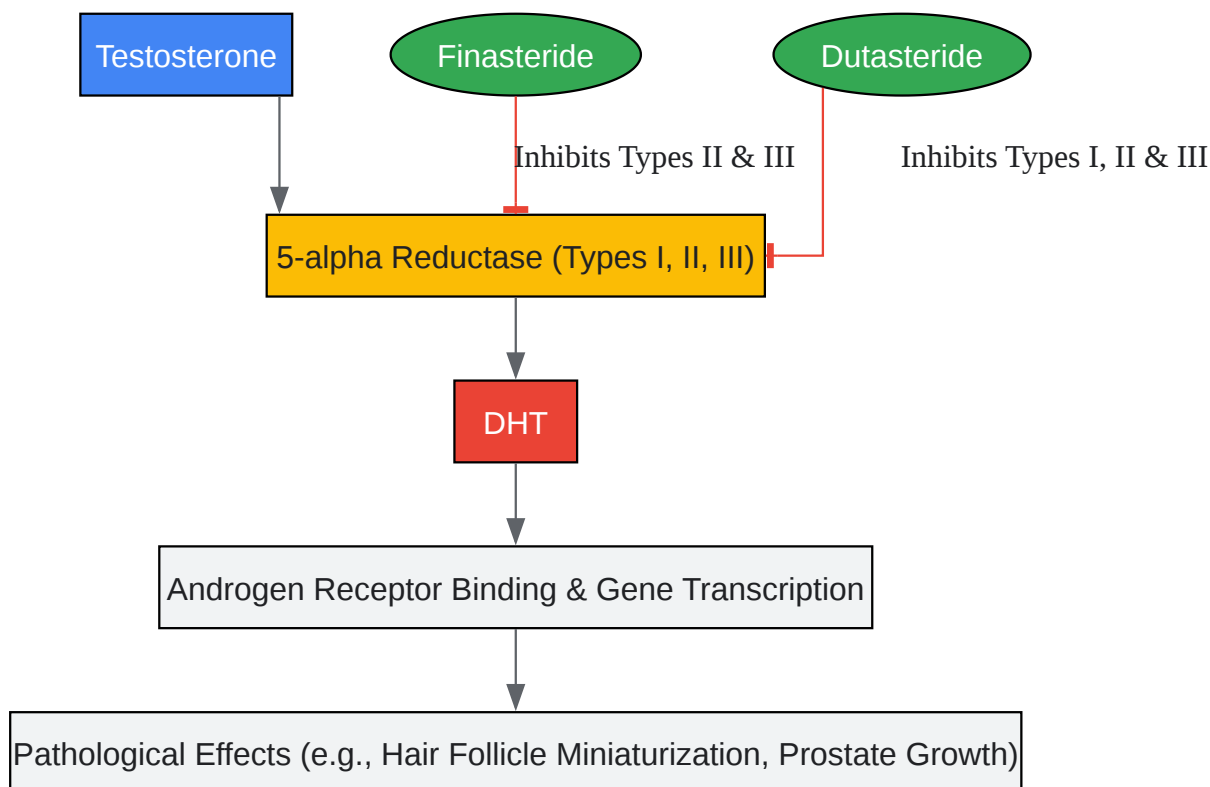 Testosterone
Finasteride
Dutasteride
Inhibits Types II & III
Inhibits Types I, II & III
5-alpha Reductase (Types I, II, III)
DHT
Androgen Receptor Binding & Gene Transcription
Pathological Effects (e.g., Hair Follicle Miniaturization, Prostate Growth)